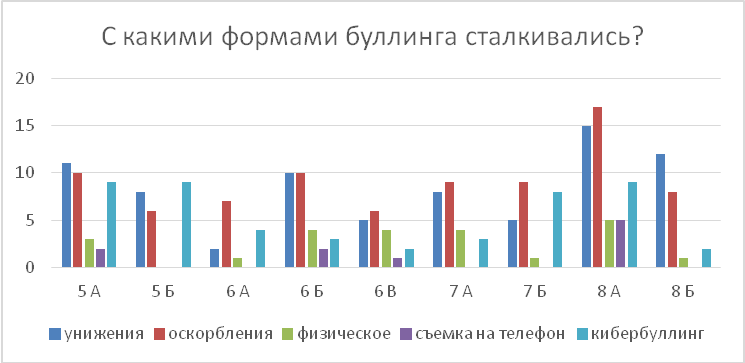 С какими формами буллинга сталкивались?
20
15
10
5
0
5 А 5 Б 6 А 6 Б 6 В 7 А 7 Б 8 А 8 Б
унижения оскорбления физическое съемка на телефон кибербуллинг